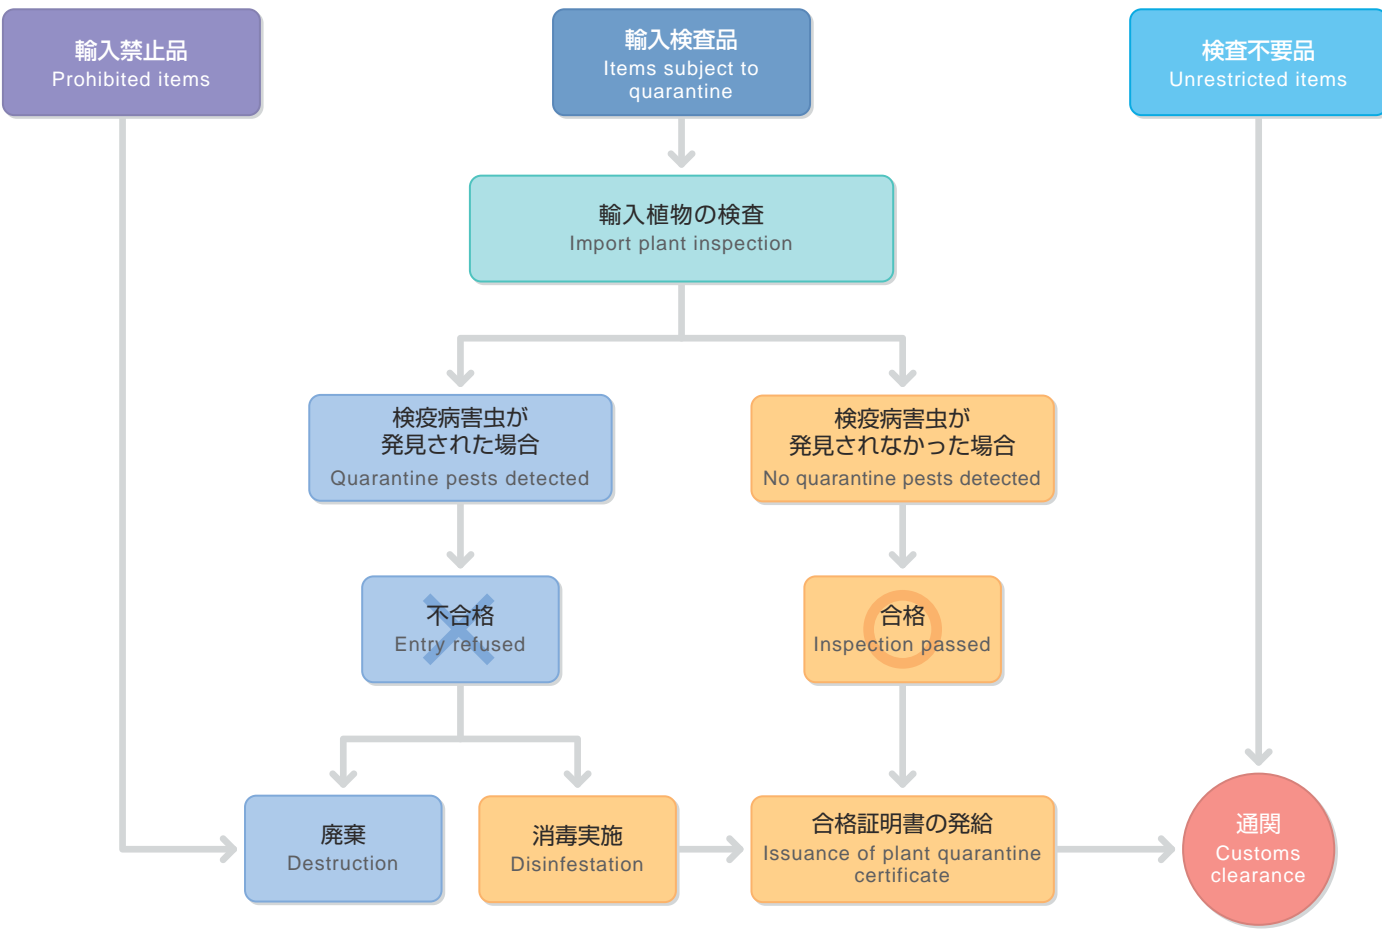 輸入禁止品
Prohibited items
輸入検査品
Items subject to
quarantine
検査不要品
Unrestricted items
輸入植物の検査
Import plant inspection
検疫病害虫が
発見された場合
Quarantine pests detected
検疫病害虫が
発見されなかった場合
No quarantine pests detected
不合格
Entry refused
合格
Inspection passed
廃棄
Destruction
消毒実施
Disinfestation
合格証明書の発給
Issuance of plant quarantine
certificate
通関
Customs
clearance